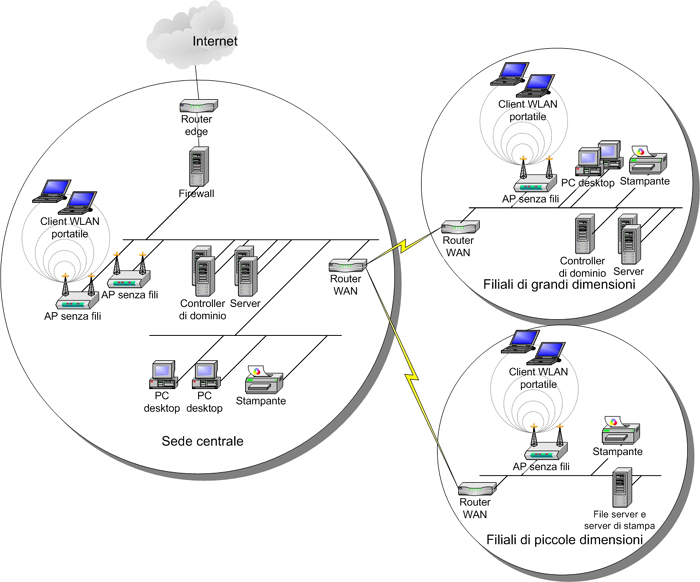 Internet
Router
edge
Firewall
Client WLAN
portatile
AP senza fili
AP senza fili
Controller
di dominio
Server
Router
WAN
PC
desktop
PC
desktop
Stampante
Sede centrale
Client WLAN
portatile
AP senza fili
PC desktop
Stampante
Router
WAN
Controller
di dominio
Server
Filiali di grandi dimensioni
Client WLAN
portatile
AP senza fili
Stampante
Router
WAN
File server e
server di stampa
Filiali di piccole dimensioni